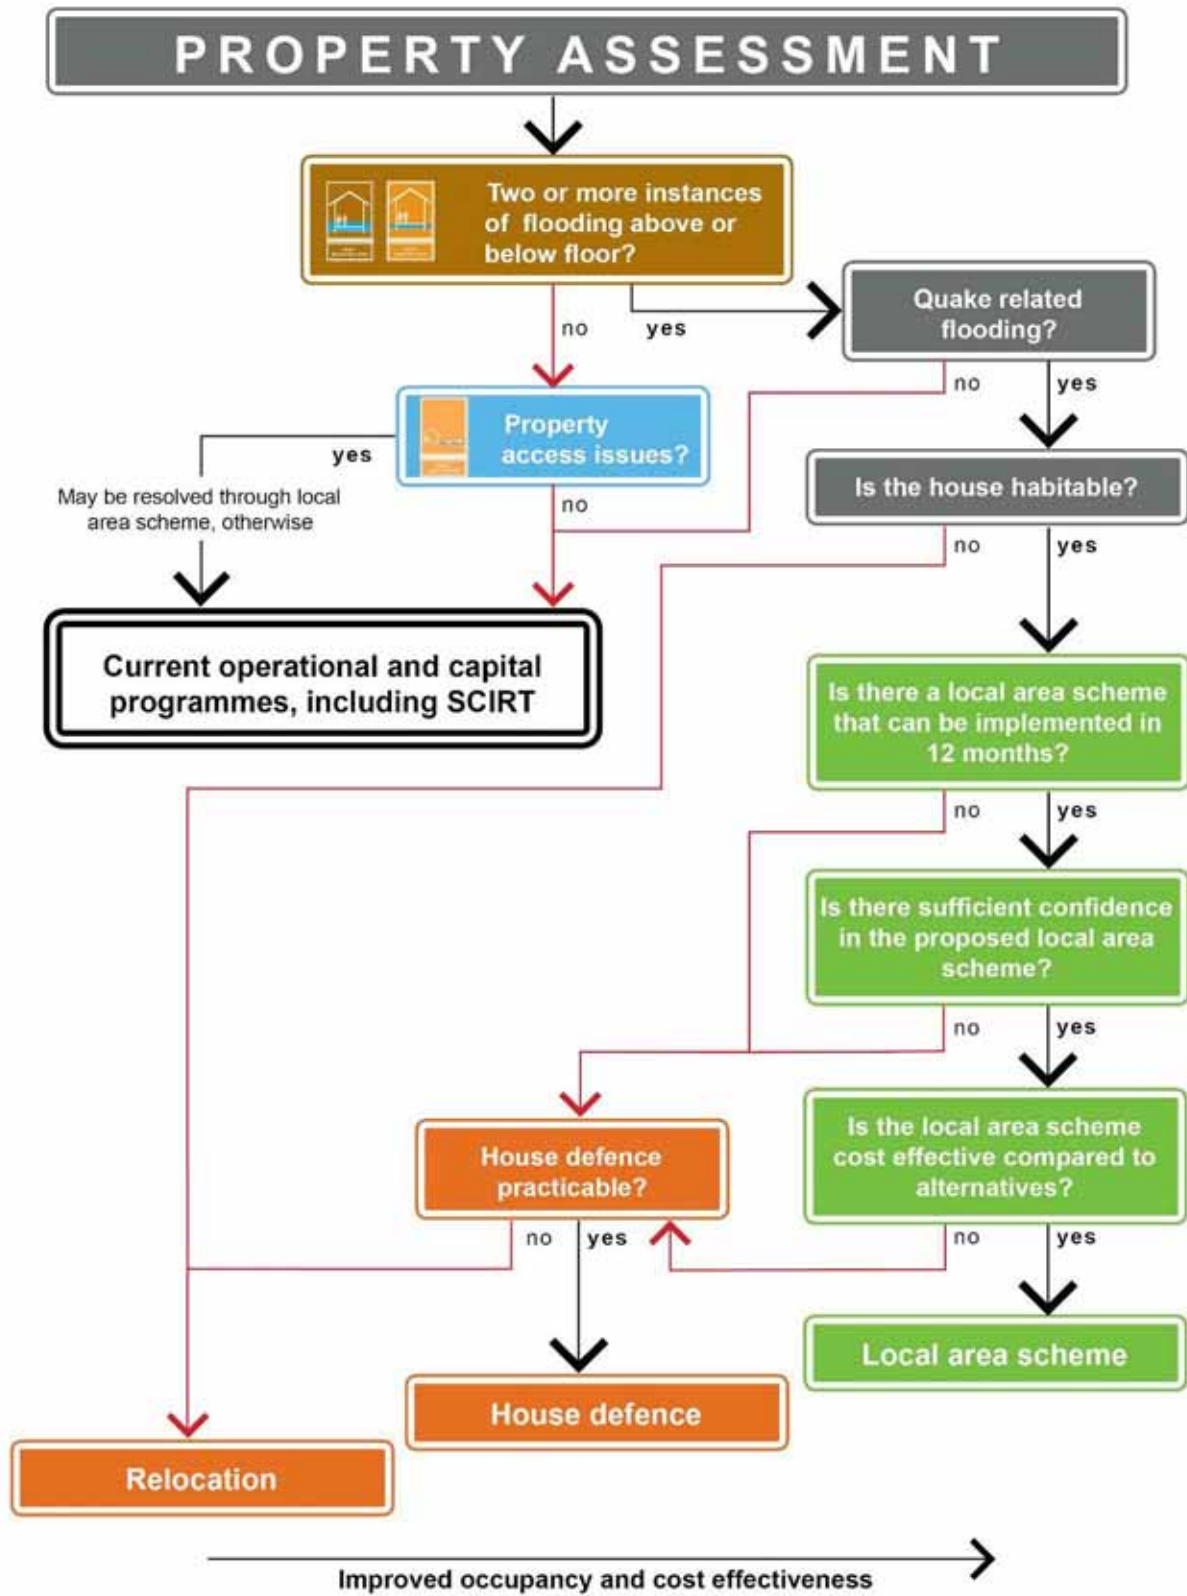 PROPERTY ASSESSMENT
Two or more instances
of flooding above or
below floor?
no
yes
Quake related
flooding?
no
yes
Property
access issues?
yes
no
May be resolved through local
area scheme, otherwise
Is the house habitable?
no
yes
Current operational and capital
programmes, including SCIRT
Is there a local area scheme
that can be implemented in
12 months?
no
yes
Is there sufficient confidence
in the proposed local area
scheme?
no
yes
House defence
practicable?
no
yes
Is the local area scheme
cost effective compared to
alternatives?
no
yes
Local area scheme
House defence
Relocation
Improved occupancy and cost effectiveness